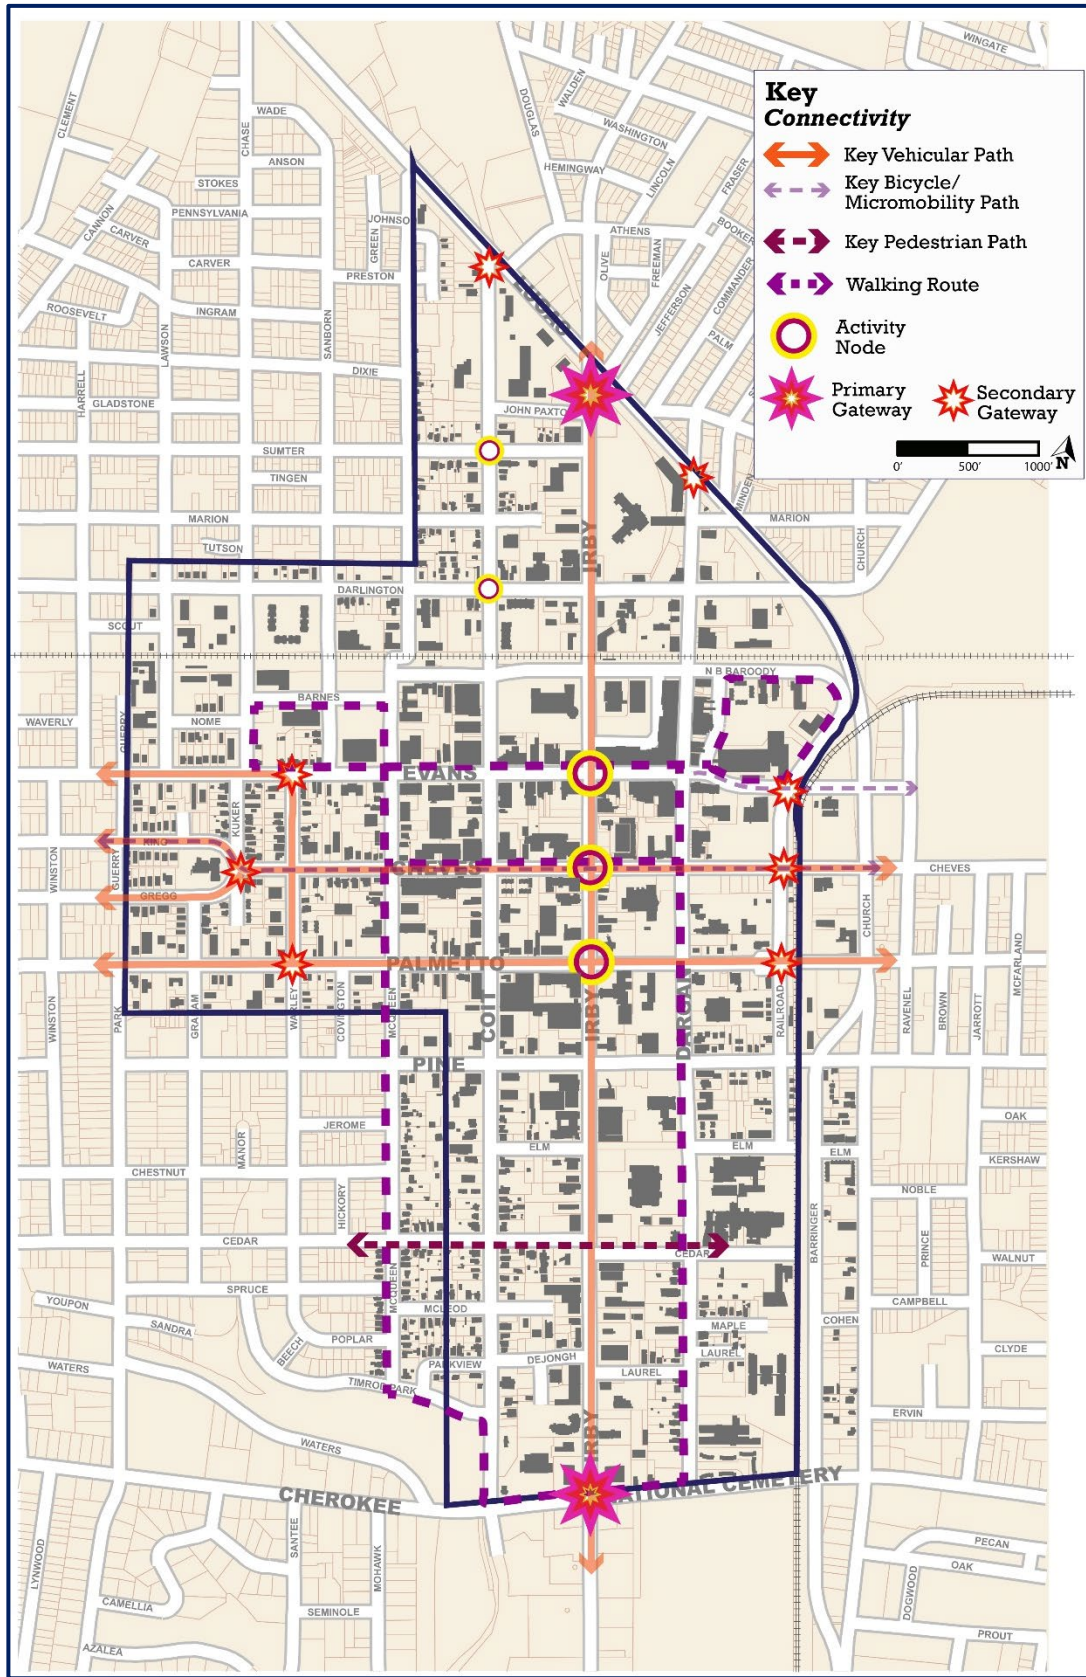 Key
Connectivity
Key Vehicular Path
Key Bicycle/
Micromobility Path
Key Pedestrian Path
Walking Route
Activity
Node
Primary
Gateway
Secondary
Gateway
0'
500'
1000'
N
WINGATE
CLEMENT
WADE
CHASE
ANSON
STOKES
PENNSYLVANIA
CANNON
CARVER
CARVER
JOHNSO
GREEN
PRESTON
ROOSEVELT
INGRAM
LAWSON
SANBORN
DIXIE
HARRELL
GLADSTONE
DOUGLAS
WALDEN
WASHINGTON
HEMINGWAY
LINCOLN
FRASER
BOOKER
ATHENS
OLIVE
FREEMAN
COMMANDER
JEFFERSON
PALM
JOHN PAXTO
SUMTER
TINGEN
MARION
TUTSON
IRBY
MINDEN
MARION
CHURCH
DARLINGTON
SCOUT
N B BAROODY
BARNES
WAVERLY
NOME
GUERRY
EVANS
KUKER
KING
WINSTON
GUERRY
GREGG
CHEVES
CHEVES
CHURCH
PALMETTO
WINSTON
PARK
GRAHAM
WARLEY
COVINGTON
MCQUEEN
COIT
IRBY
DARGAN
RAILROAD
RAVENEL
BROWN
JARROTT
MCFARLAND
PINE
JEROME
MANOR
CHESTNUT
HICKORY
ELM
ELM
ELM
OAK
KERSHAW
NOBLE
CEDAR
CEDAR
BARRINGER
PRINCE
WALNUT
SPRUCE
MCQUEEN
MCLEOD
YOUPON
SANDRA
BEECH
POPLAR
PARKVIEW
DEJONGH
MAPLE
LAUREL
LAUREL
COHEN
CAMPBELL
CLYDE
WATERS
TIMROD PARK
WATERS
IRBY
ERVIN
CHEROKEE
NATIONAL CEMETERY
LYNWOOD
SANTEE
MOHAWK
CAMELLIA
SEMINOLE
AZALEA
PECAN
OAK
DOGWOOD
PROUT